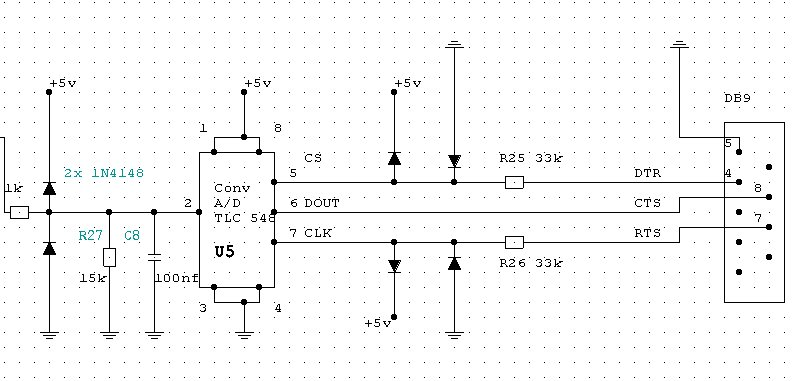 DB9
+5v
+5v
+5v
1
8
5
CS
R25 33k
2x 1N4148
DTR
4
8
1k
Conv
A/D
TLC 548
2
6
DOUT
CTS
R27
C8
7
CLK
RTS
7
U5
R26 33k
15k
100nf
3
4
5
+5v